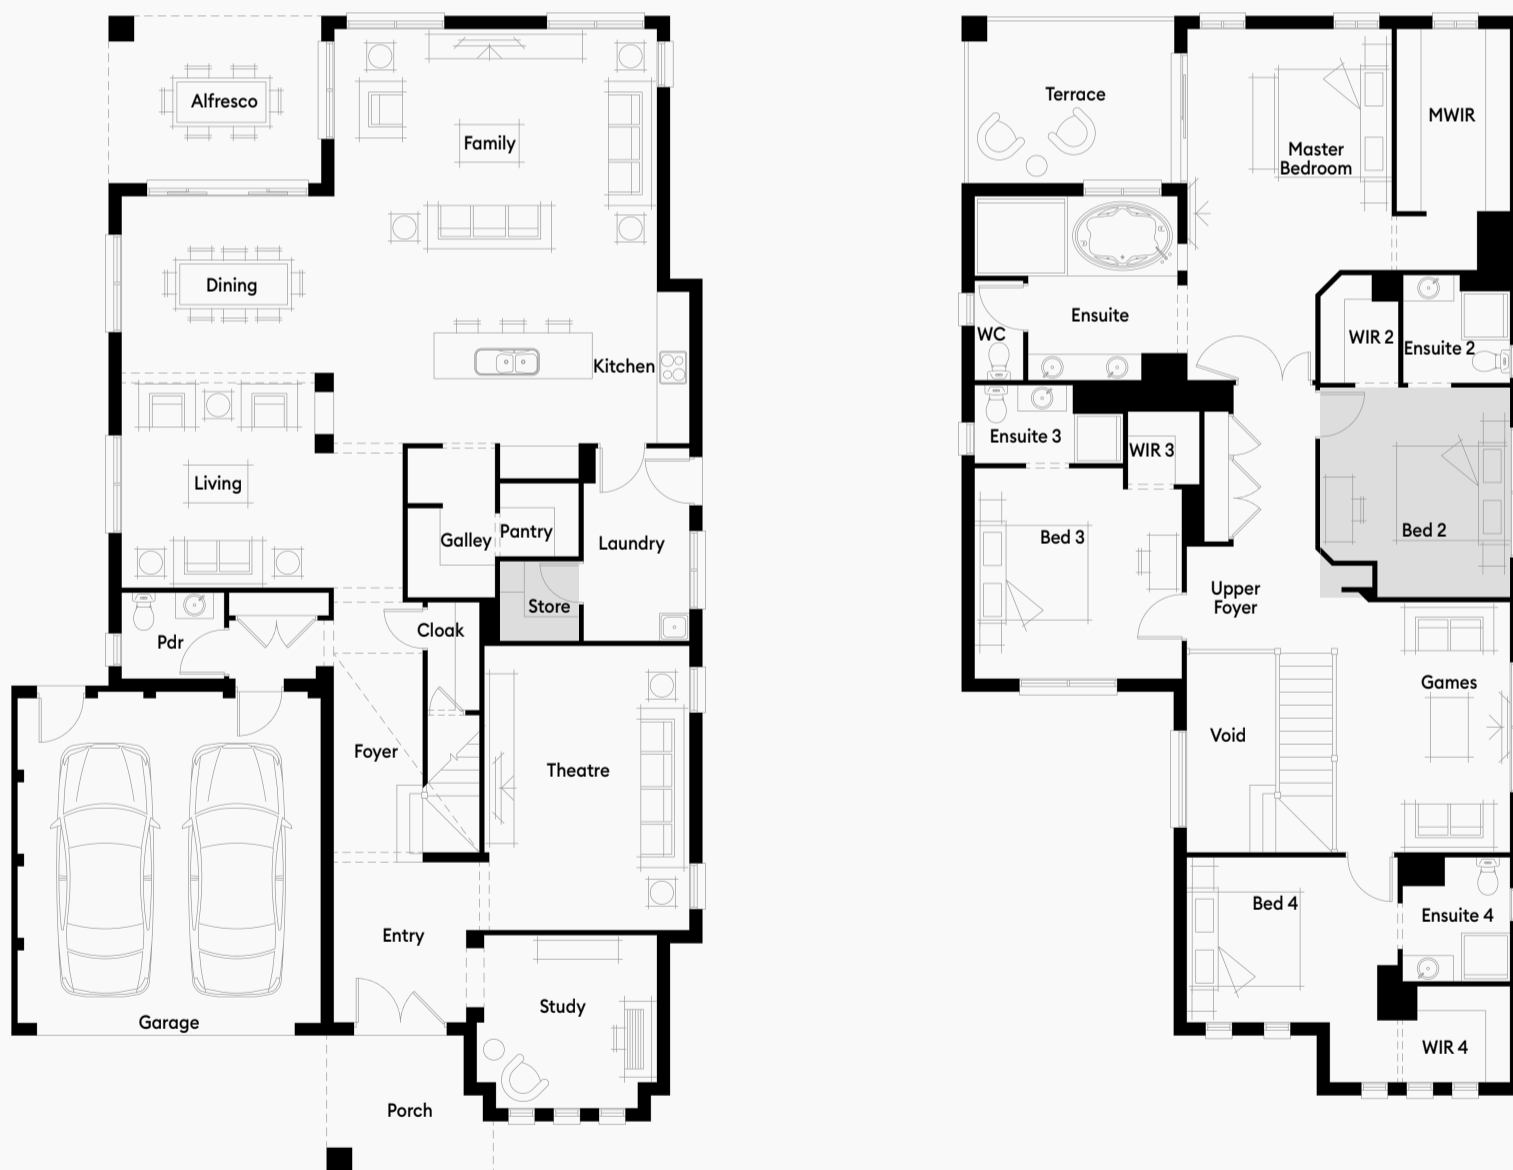 Alfresco
Family
Dining
Kitchen
Living
Galley
Pantry
Laundry
Store
Cloak
Pdr
Foyer
Theatre
Entry
Study
Garage
Porch
Terrace
Master
Bedroom
MWIR
Ensuite
WC
WIR 2
Ensuite 2
Ensuite 3
WIR 3
Bed 3
Bed 2
Upper
Foyer
Games
Void
Bed 4
Ensuite 4
WIR 4